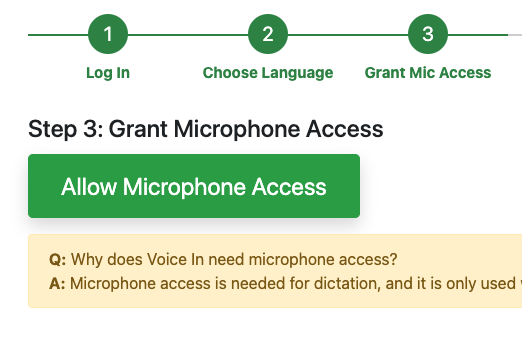 1 2 3
Log In Choose Language Grant Mic Access
Step 3: Grant Microphone Access
Allow Microphone Access
Q: Why does Voice In need microphone access?
A: Microphone access is needed for dictation, and it is only used